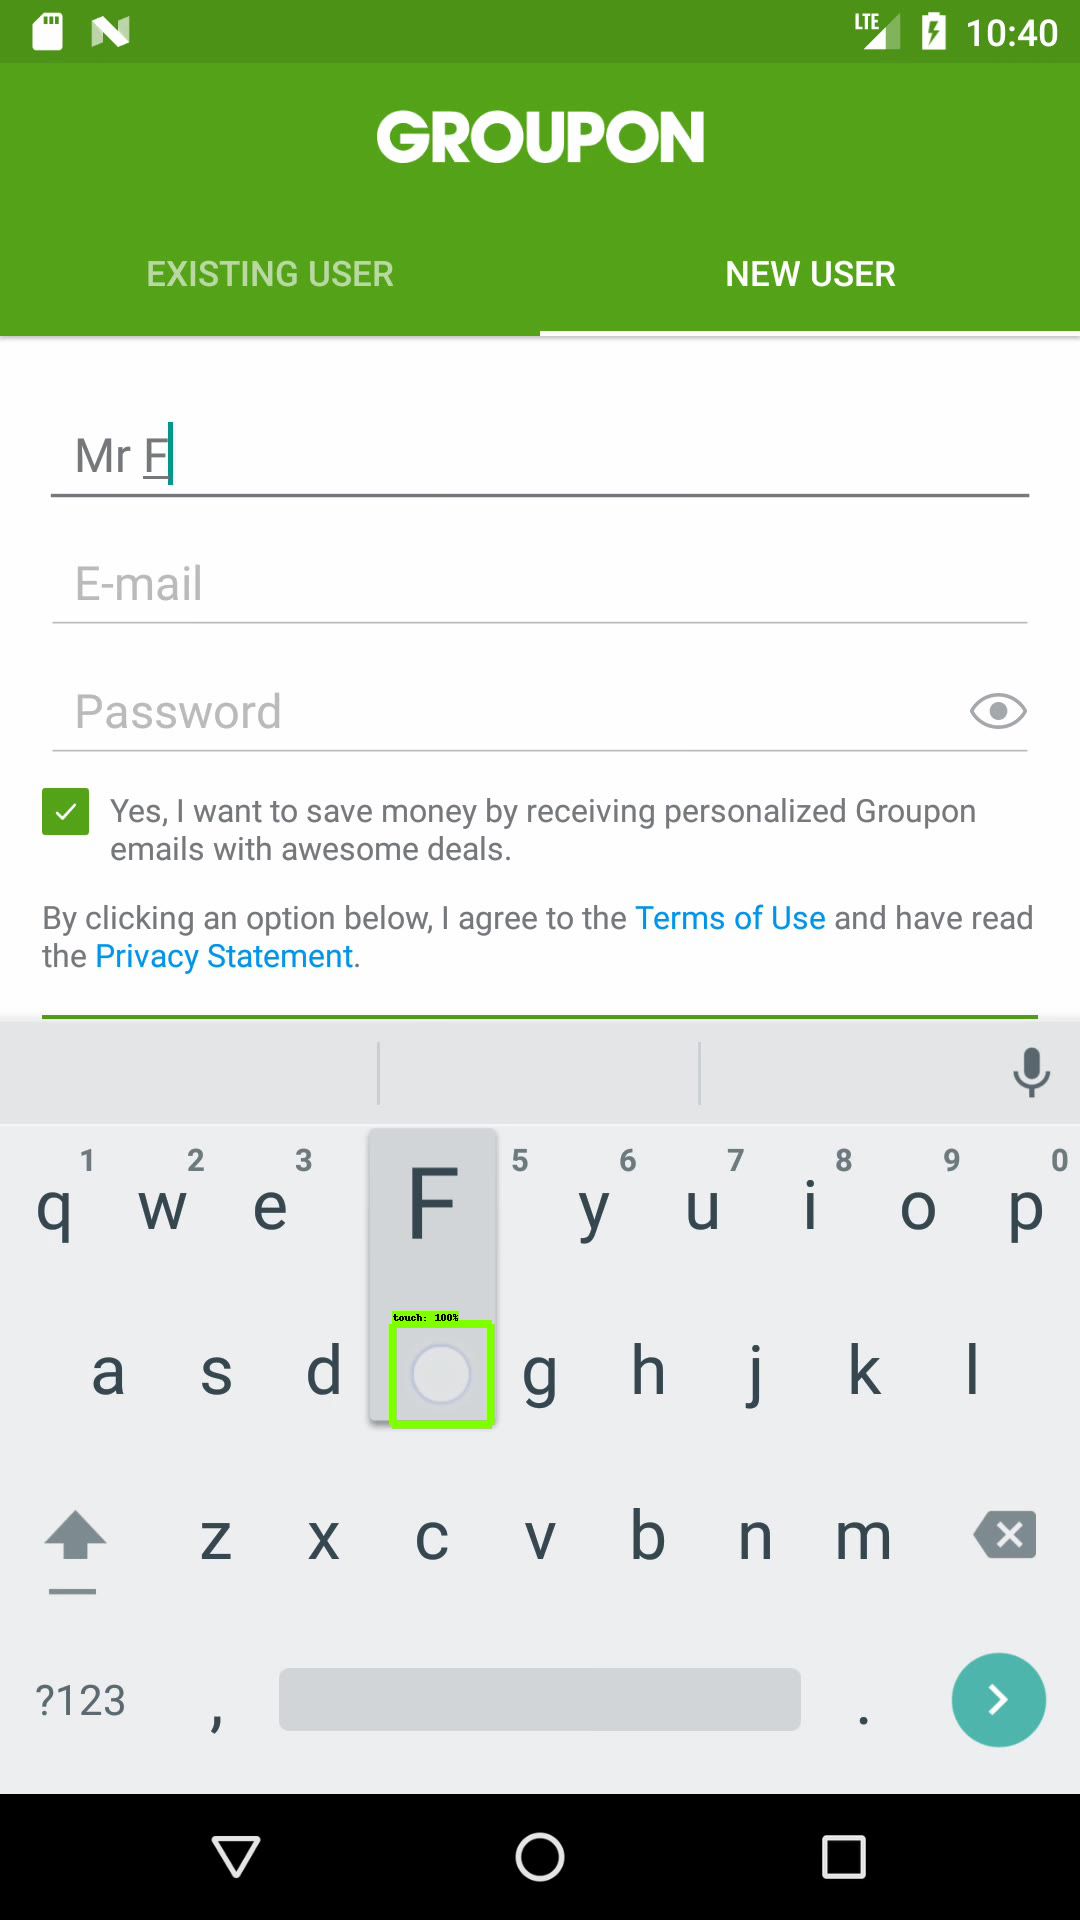 LTE 10:40
GROUPON
EXISTING USER NEW USER
Mr F
E-mail
Password
Yes, I want to save money by receiving personalized Groupon
emails with awesome deals.
By clicking an option below, I agree to the Terms of Use and have read
the Privacy Statement.
1 2 3 5 6 7 8 9 0
q w e F y u i o p
touch: 100%
a s d g h j k l
z x c v b n m
?123 , .